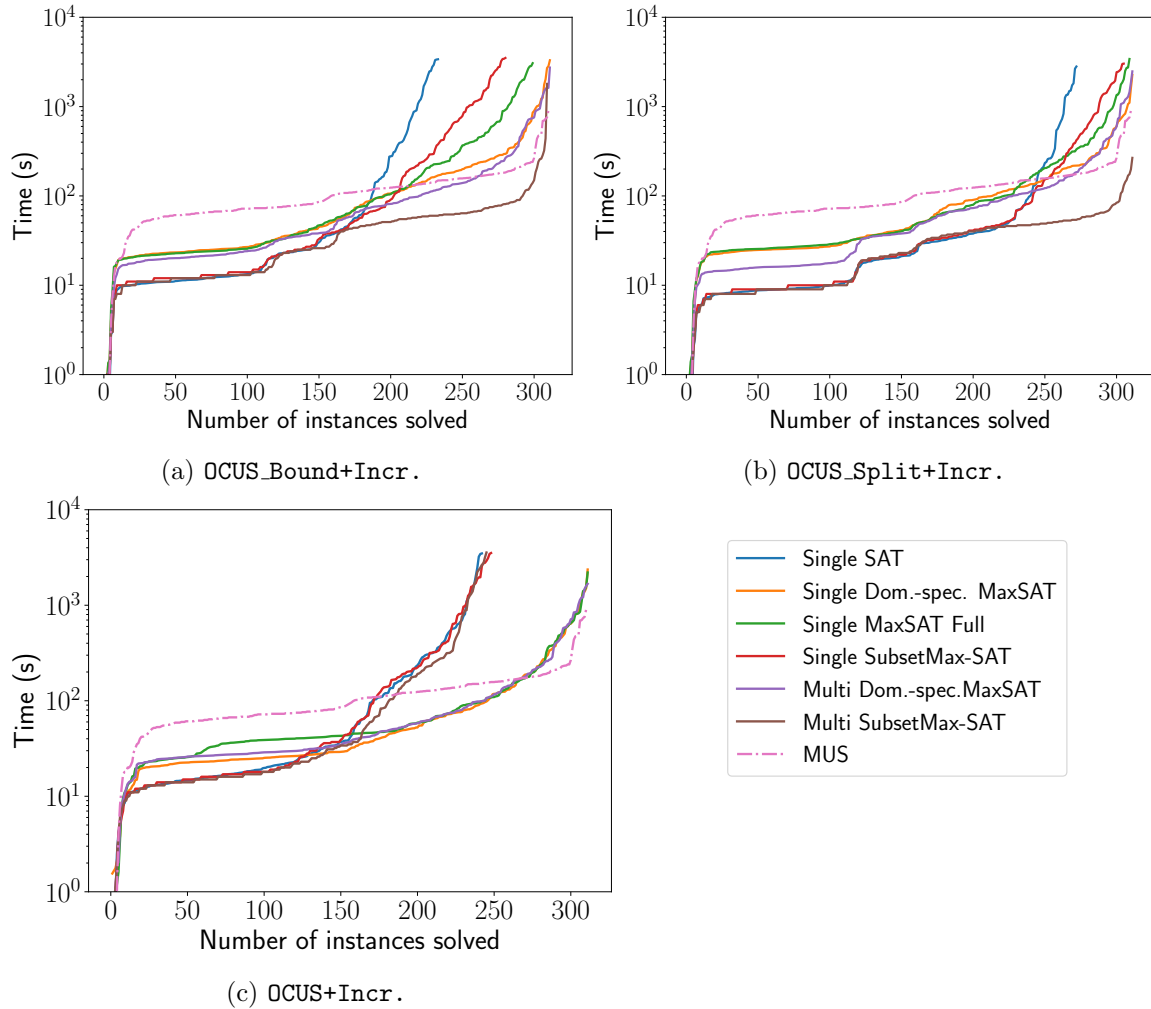 10^4
10^3
10^2
10^1
10^0
Time (s)
0 50 100 150 200 250 300
Number of instances solved
(a) OCUS_Bound+Incr.
10^4
10^3
10^2
10^1
10^0
Time (s)
0 50 100 150 200 250 300
Number of instances solved
(b) OCUS_Split+Incr.
10^4
10^3
10^2
10^1
10^0
Time (s)
0 50 100 150 200 250 300
Number of instances solved
(c) OCUS+Incr.
Single SAT
Single Dom.-spec. MaxSAT
Single MaxSAT Full
Single SubsetMax-SAT
Multi Dom.-spec.MaxSAT
Multi SubsetMax-SAT
MUS